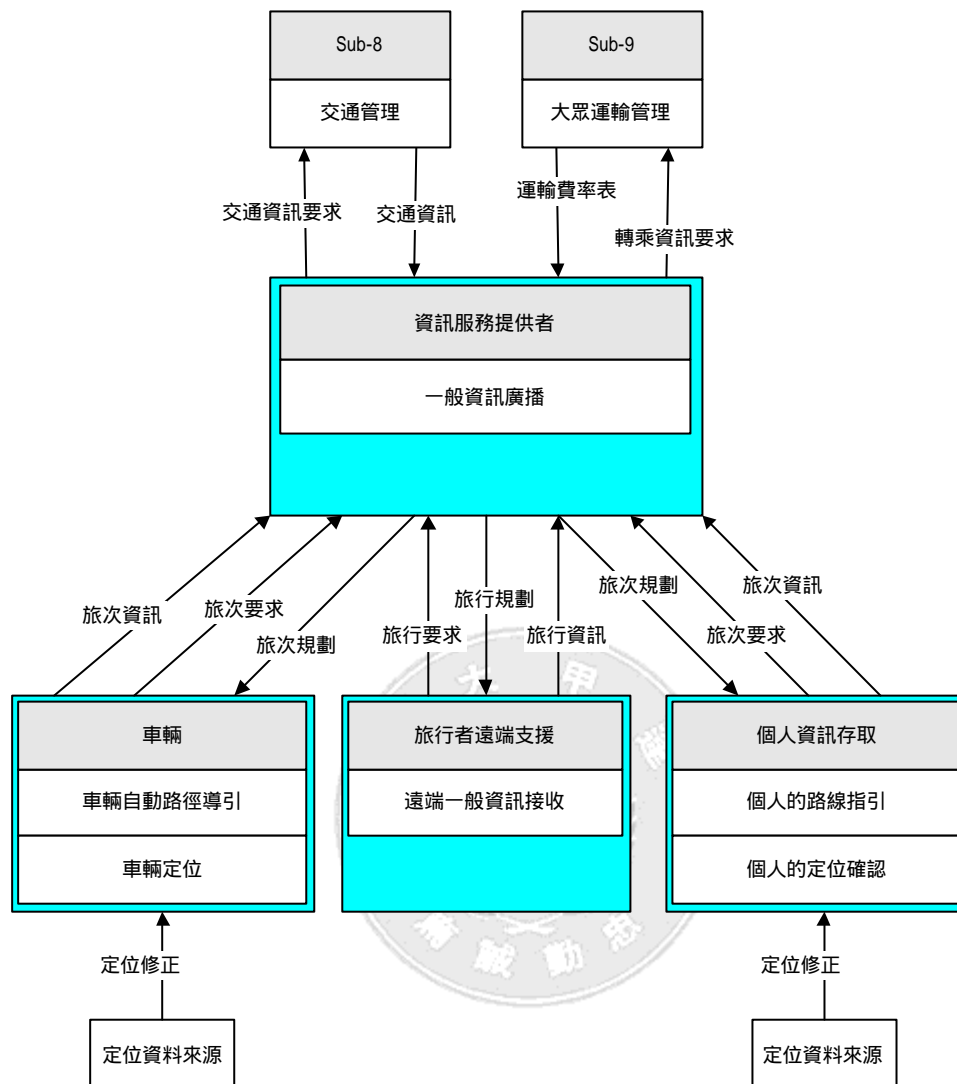 Sub-8
Sub-9
交通管理
大眾運輸管理
運輸費率表
交通資訊要求
交通資訊
轉乘資訊要求
資訊服務提供者
一般資訊廣播
旅次資訊
旅次要求
旅次規劃
旅行要求
旅行規劃
旅行資訊
旅次規劃
旅次要求
旅次資訊
車輛
旅行者遠端支援
個人資訊存取
車輛自動路徑導引
遠端一般資訊接收
個人的路線指引
車輛定位
個人的定位確認
定位修正
定位修正
定位資料來源
定位資料來源
大
甲
誠
勤
忠